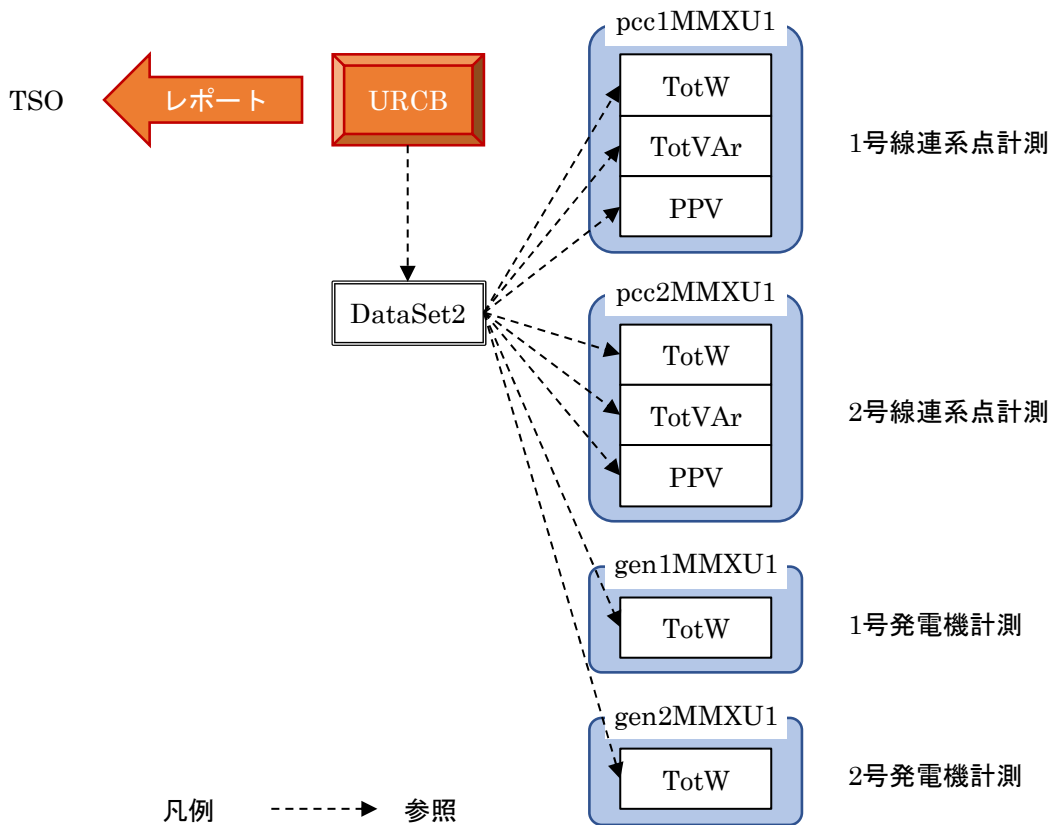 pcc1MMXU1
TSO
レポート
URCB
TotW
TotVAr
PPV
1号線連系点計測
DataSet2
pcc2MMXU1
TotW
TotVAr
PPV
2号線連系点計測
gen1MMXU1
TotW
1号発電機計測
gen2MMXU1
TotW
2号発電機計測
凡例
参照